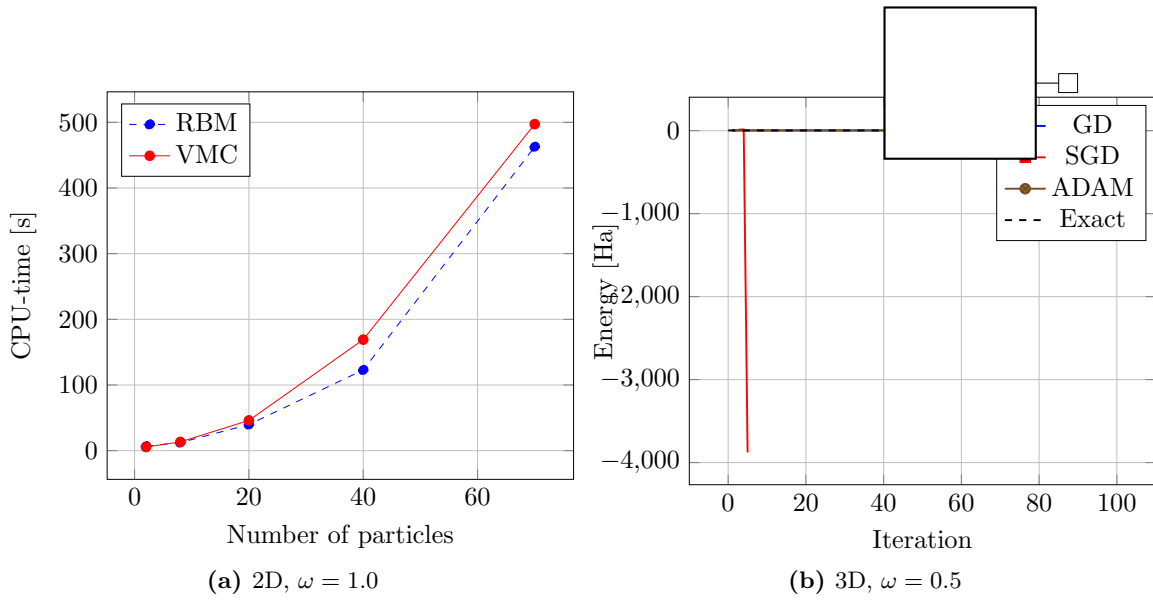 RBM
VMC
500
400
300
200
100
0
CPU-time [s]
0
20
40
60
Number of particles
(a) 2D, ω = 1.0
GD
SGD
ADAM
Exact
0
−1,000
−2,000
−3,000
−4,000
Energy [Ha]
0
20
40
60
80
100
Iteration
(b) 3D, ω = 0.5